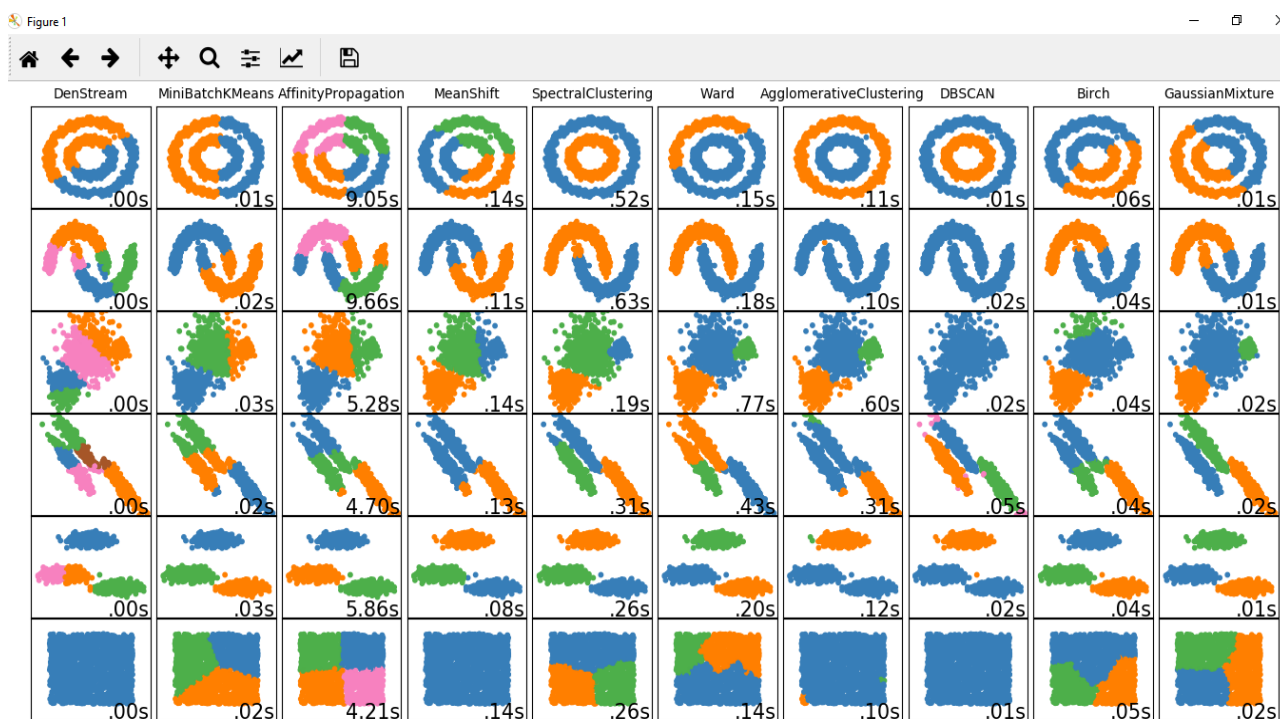 Figure 1
DenStream MiniBatchKMeans AffinityPropagation MeanShift SpectralClustering Ward AgglomerativeClustering DBSCAN Birch GaussianMixture
.00s .01s 9.05s .14s .52s .15s .11s .01s .06s .01s
.00s .02s 9.66s .11s .63s .18s .10s .02s .04s .01s
.00s .03s 5.28s .14s .19s .77s .60s .02s .04s .02s
.00s .02s 4.70s .13s .31s .43s .31s .05s .04s .02s
.00s .03s 5.86s .08s .26s .20s .12s .02s .04s .01s
.00s .02s 4.21s .14s .26s .14s .10s .01s .05s .02s